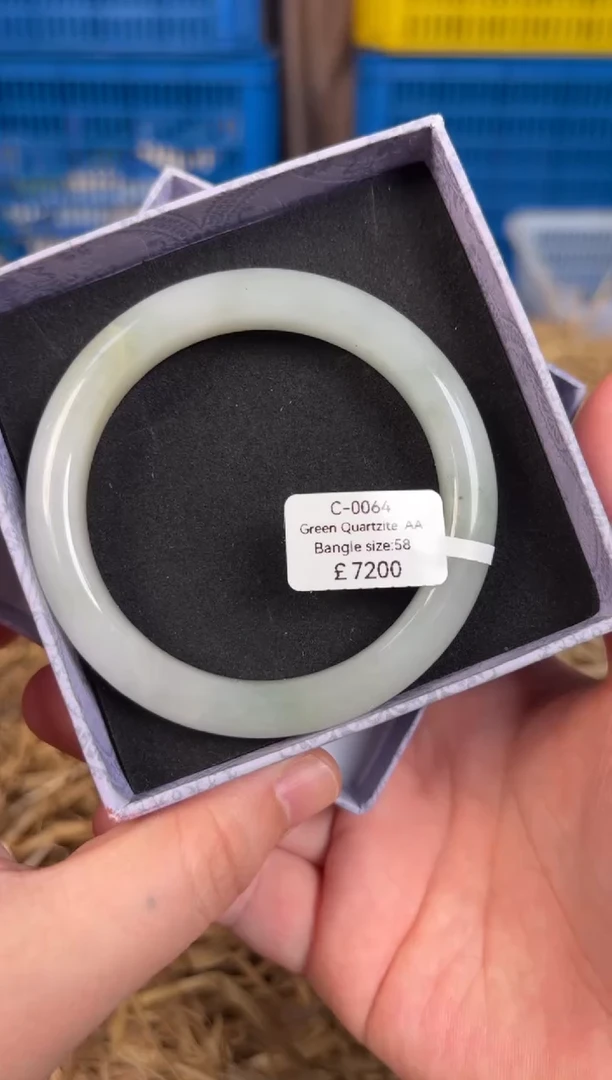 C-0064
Green Quartzite AA
Bangle size:58
£7200